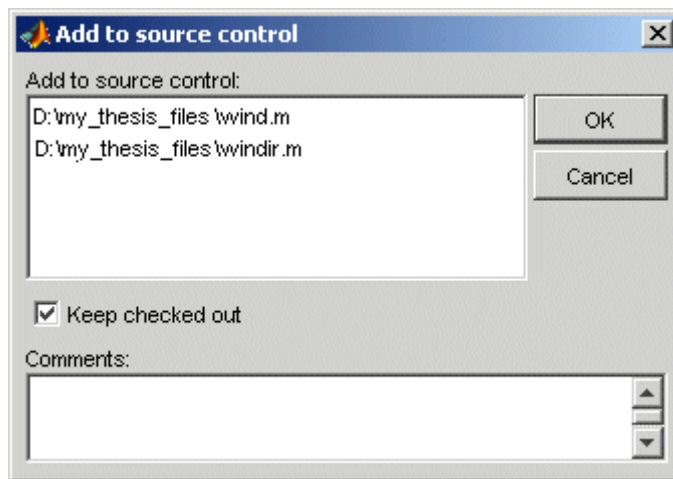 Add to source control
Add to source control:
D:\my_thesis_files \wind.m
D:\my_thesis_files \windir.m
OK
Cancel
Keep checked out
Comments: